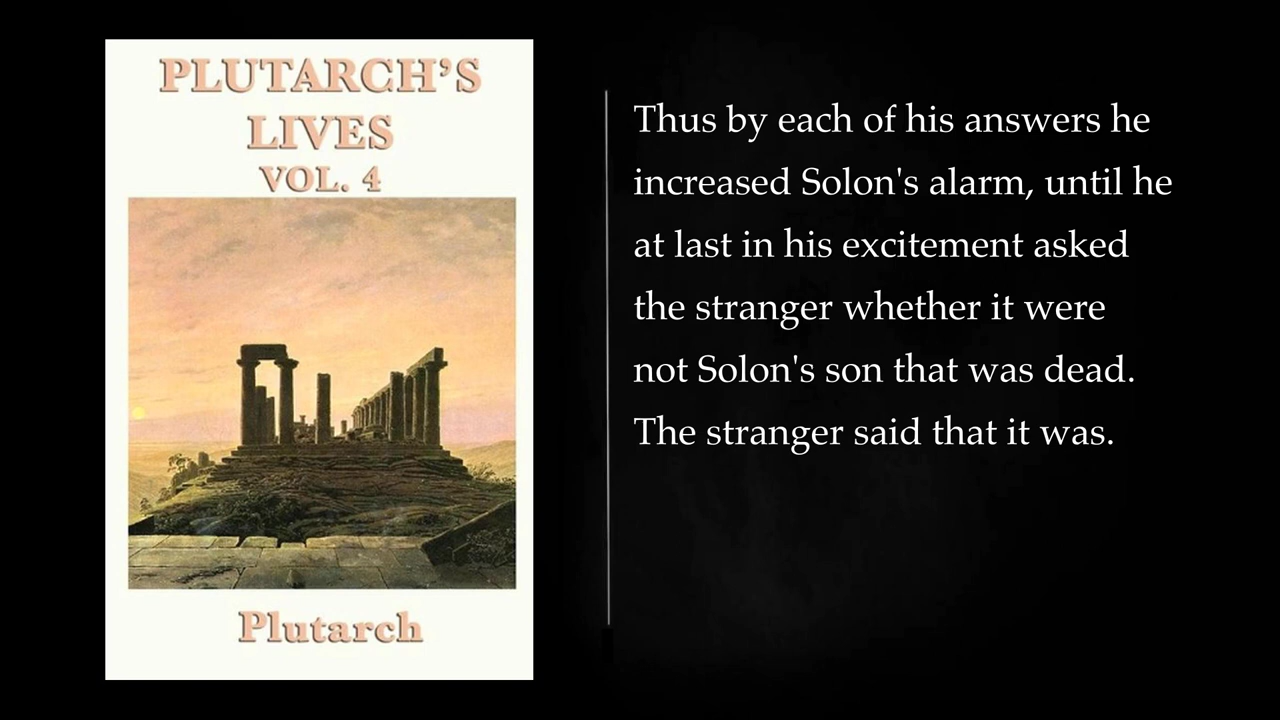 PLUTARCH'S
LIVES
VOL. 4
Plutarch
Thus by each of his answers he
increased Solon's alarm, until he
at last in his excitement asked
the stranger whether it were
not Solon's son that was dead.
The stranger said that it was.